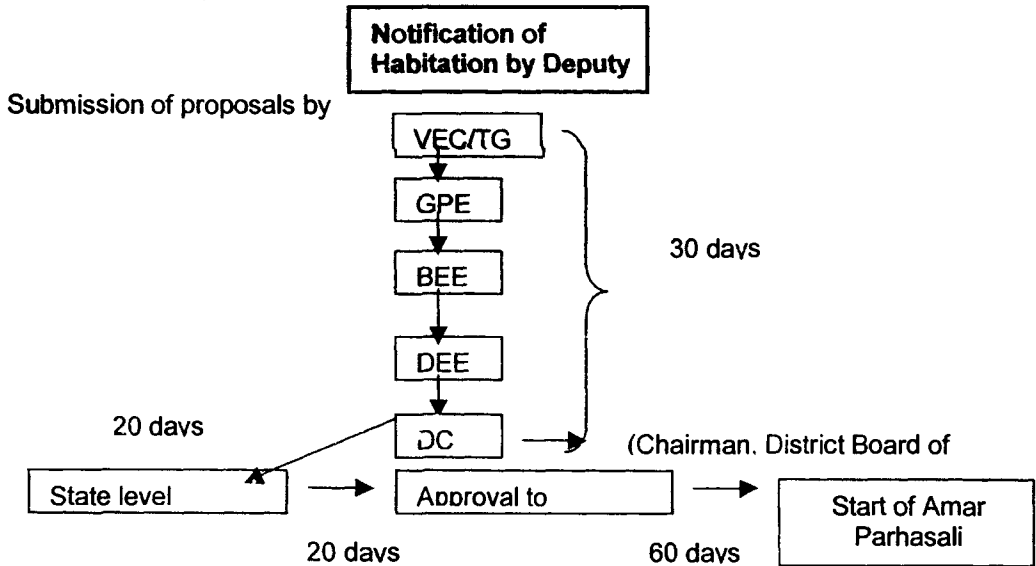 Notification of
Habitation by Deputy
Submission of proposals by
VEC/TG
GPE
30 days
BEE
DEE
20 days
DC
(Chairman, District Board of
State level
Approval to
Start of Amar
Parhasali
20 days
60 days